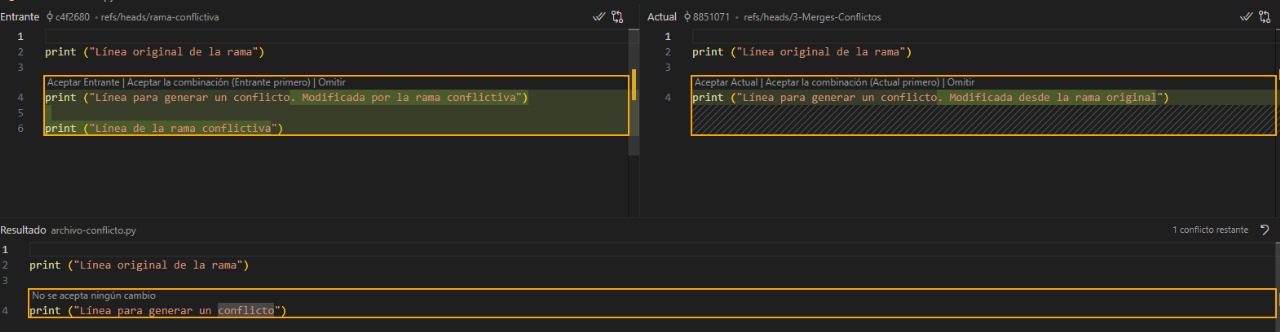 Entrante c4f2680 • refs/heads/rama-conflictiva
1
2 print ("Línea original de la rama")
3
Aceptar Entrante | Aceptar la combinación (Entrante primero) | Omitir
4 print ("Línea para generar un conflicto. Modificada por la rama conflictiva")
5
6 print ("Línea de la rama conflictiva")
Actual 8851071 • refs/heads/3-Merges-Conflictos
1
2 print ("Línea original de la rama")
3
Aceptar Actual | Aceptar la combinación (Actual primero) | Omitir
4 print ("Línea para generar un conflicto. Modificada desde la rama original")
Resultado archivo-conflicto.py
1 conflicto restante
1
2 print ("Línea original de la rama")
3
No se acepta ningún cambio
4 print ("Línea para generar un conflicto")